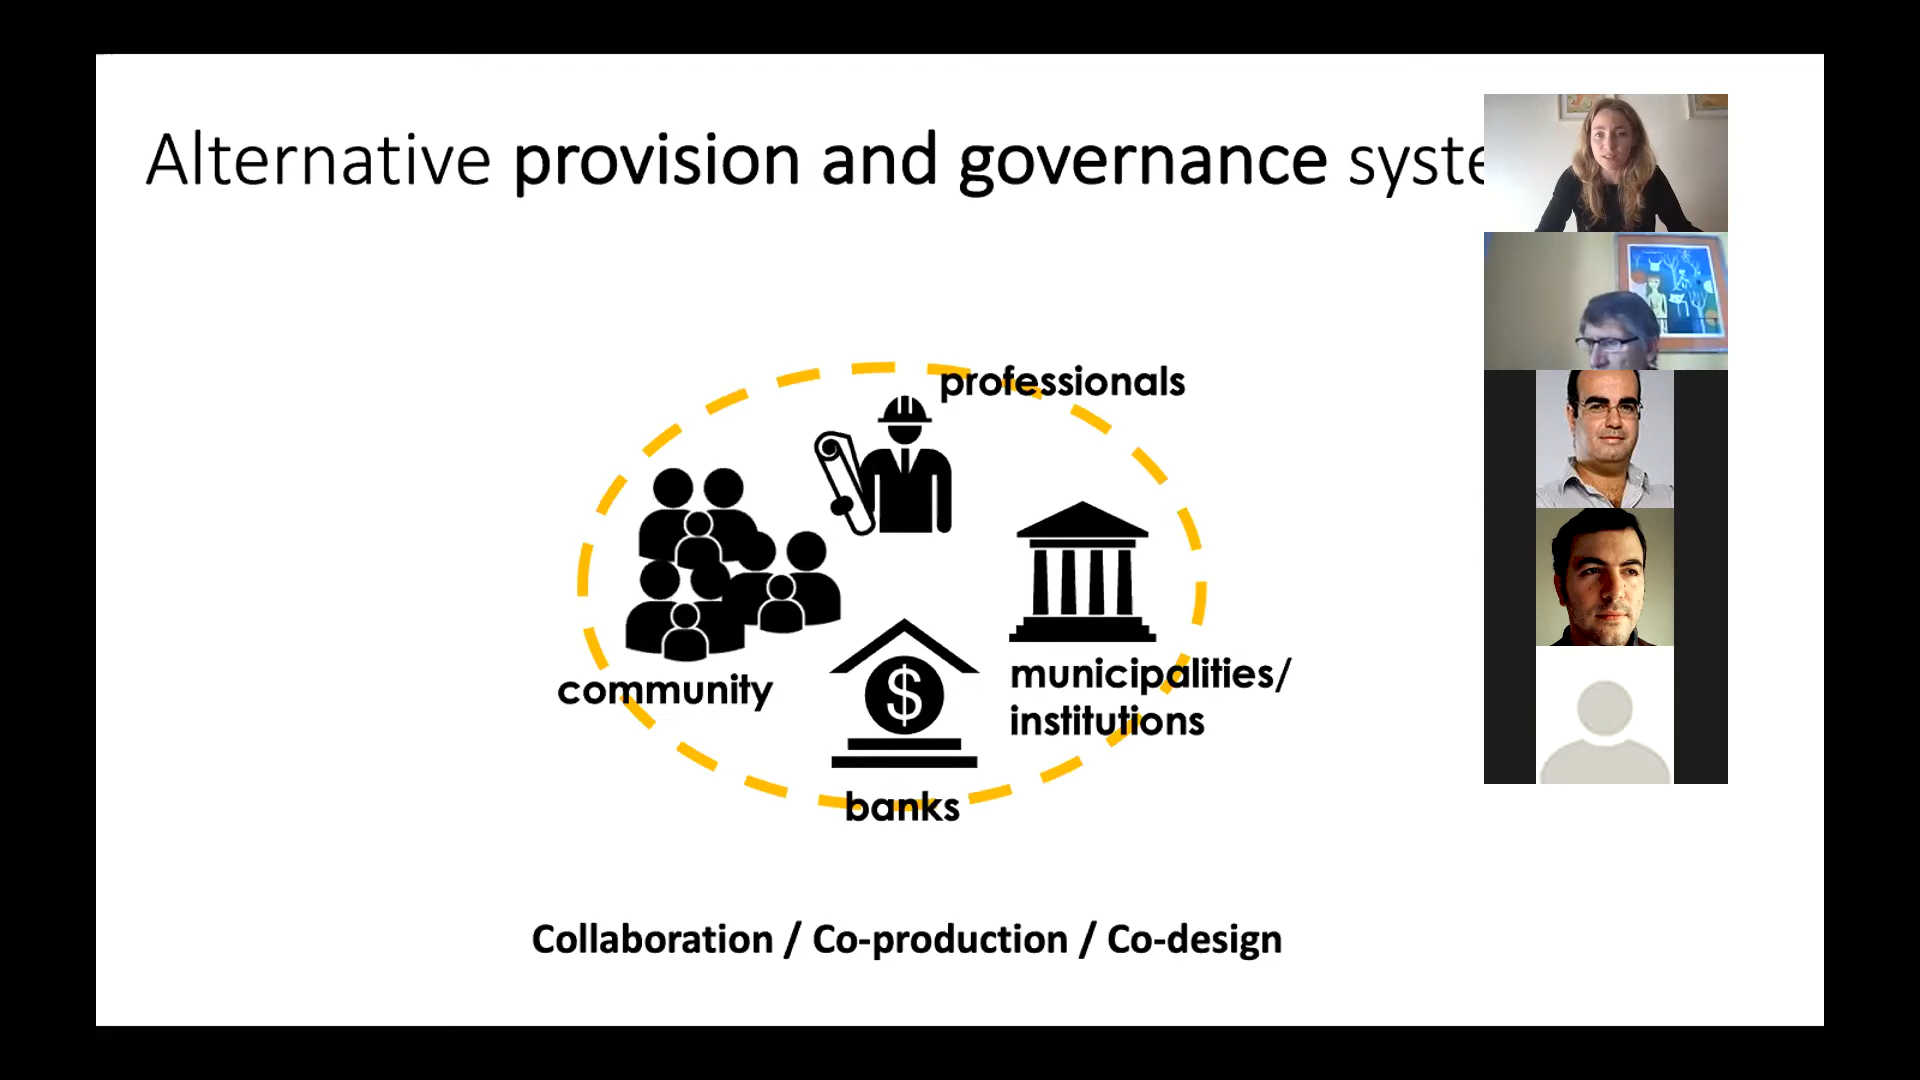 Alternative provision and governance syste
professionals
community
municipalities/
institutions
banks
Collaboration / Co-production / Co-design